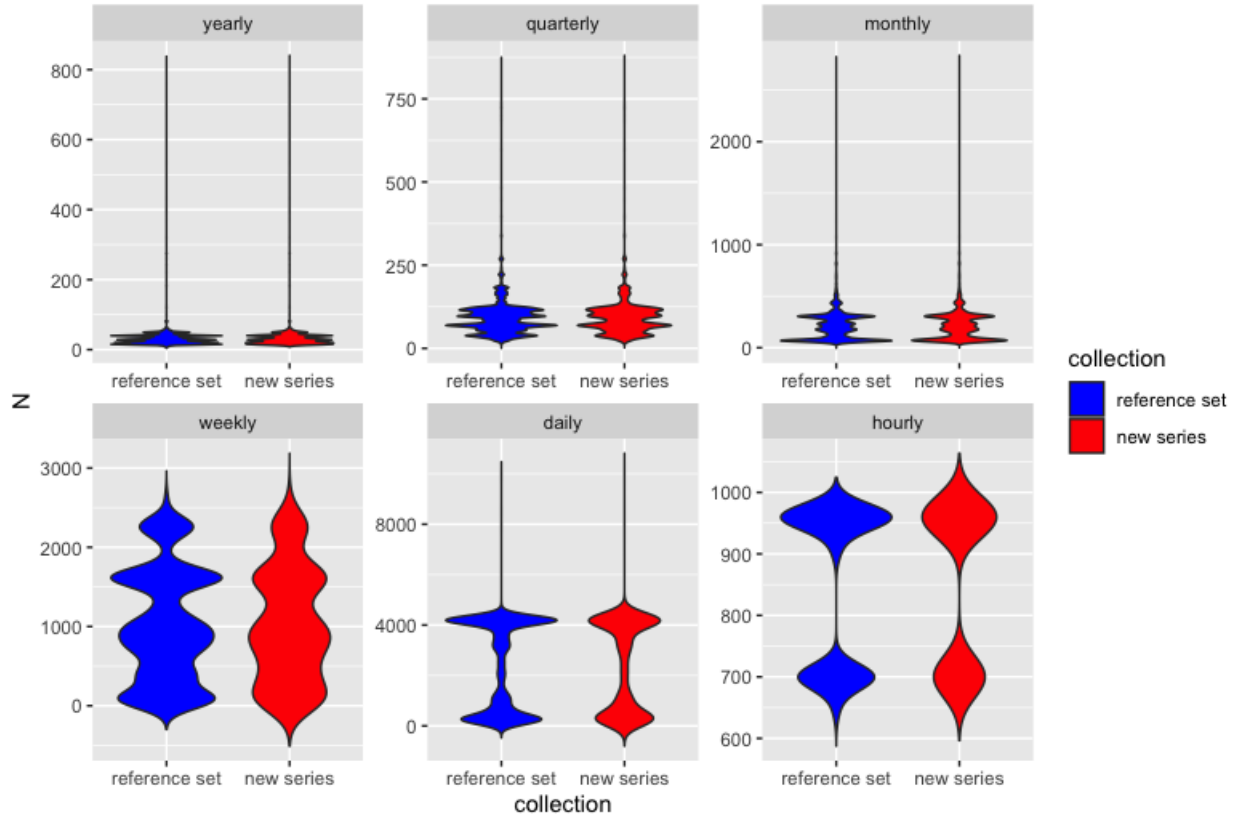 yearly
quarterly
monthly
800
600
400
200
0
750
500
250
0
2000
1000
0
reference set
new series
reference set
new series
reference set
new series
N
weekly
daily
hourly
3000
2000
1000
0
8000
4000
0
1000
900
800
700
600
reference set
new series
reference set
new series
reference set
new series
collection
collection
reference set
new series